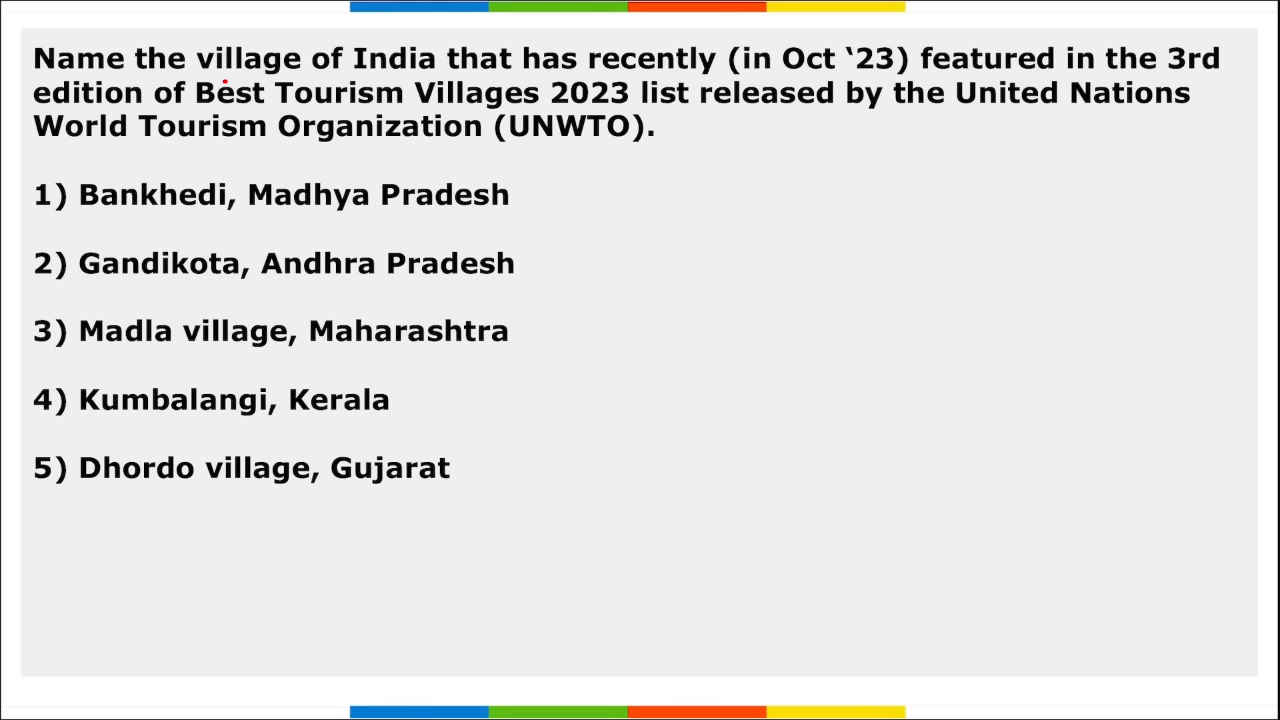 Name the village of India that has recently (in Oct ‘23) featured in the 3rd
edition of Best Tourism Villages 2023 list released by the United Nations
World Tourism Organization (UNWTO).
1) Bankhedi, Madhya Pradesh
2) Gandikota, Andhra Pradesh
3) Madla village, Maharashtra
4) Kumbalangi, Kerala
5) Dhordo village, Gujarat